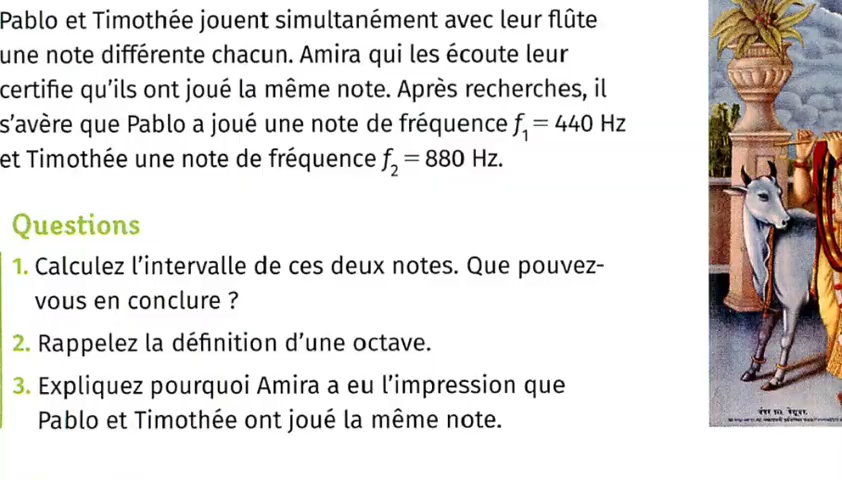 Pablo et Timothée jouent simultanément avec leur flûte
une note différente chacun. Amira qui les écoute leur
certifie qu'ils ont joué la même note. Après recherches, il
s'avère que Pablo a joué une note de fréquence f₁ = 440 Hz
et Timothée une note de fréquence f₂ = 880 Hz.
Questions
1. Calculez l'intervalle de ces deux notes. Que pouvez-
vous en conclure ?
2. Rappelez la définition d'une octave.
3. Expliquez pourquoi Amira a eu l'impression que
Pablo et Timothée ont joué la même note.